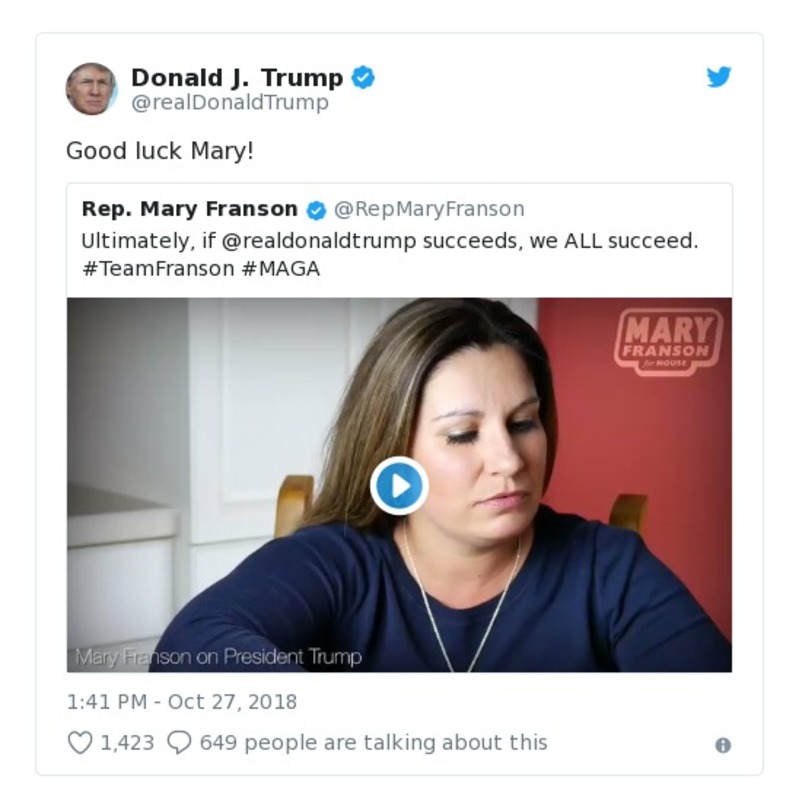 Donald J. Trump
@realDonaldTrump
Good luck Mary!
Rep. Mary Franson @RepMaryFranson
Ultimately, if @realdonaldtrump succeeds, we ALL succeed.
#TeamFranson #MAGA
MARY
FRANSON
for HOUSE
Mary Franson on President Trump
1:41 PM - Oct 27, 2018
1,423 649 people are talking about this